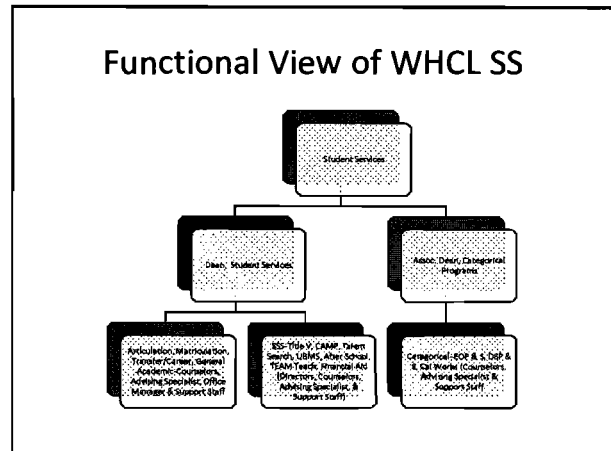 Functional View of WHCL SS
Student Services
Dean, Student Services
Assoc. Dean, Categorical
Programs
Articulation, Matriculation,
Transfer/Career, General
Academic-Counselors,
Advising Specialist, Office
Manager & Support Staff
SSS-Title V, CAMP, Talent
Search, UBMS, After School,
TEAM Teach, Financial Aid
(Directors, Counselors,
Advising Specialist, &
Support Staff)
Categorical-EOP & S, DSP &
S, Cal Works (Counselors,
Advising Specialist &
Support Staff